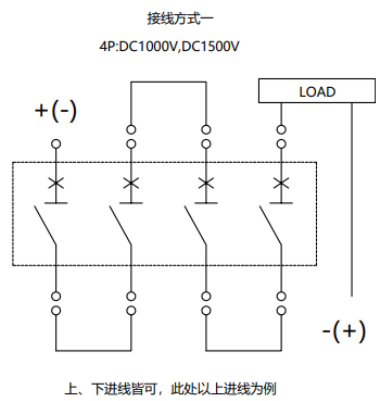 接线方式一
4P:DC1000V,DC1500V
LOAD
+(-)
-(+)
上、下进线皆可，此处以上进线为例